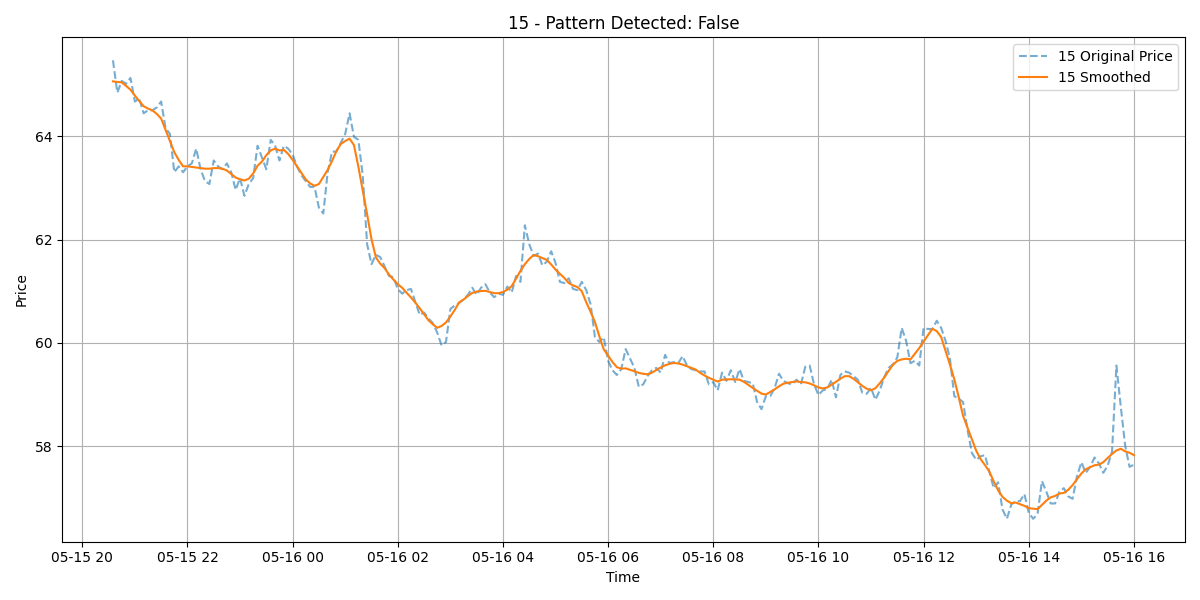 15 - Pattern Detected: False
15 Original Price
15 Smoothed
Price
64
62
60
58
05-15 20 05-15 22 05-16 00 05-16 02 05-16 04 05-16 06 05-16 08 05-16 10 05-16 12 05-16 14 05-16 16
Time